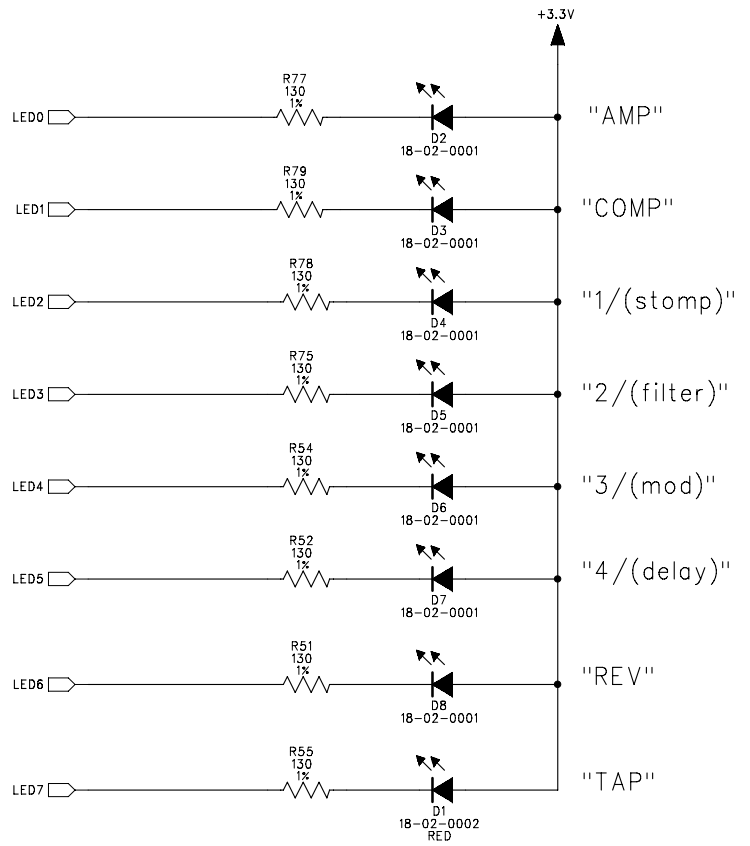 +3.3V
R77
130
1%
LED0
D2
18-02-0001
"AMP"
R79
130
1%
LED1
D3
18-02-0001
"COMP"
R78
130
1%
LED2
D4
18-02-0001
"1/(stomp)"
R75
130
1%
LED3
D5
18-02-0001
"2/(filter)"
R54
130
1%
LED4
D6
18-02-0001
"3/(mod)"
R52
130
1%
LED5
D7
18-02-0001
"4/(delay)"
R51
130
1%
LED6
D8
18-02-0001
"REV"
R55
130
1%
LED7
D1
18-02-0002
RED
"TAP"